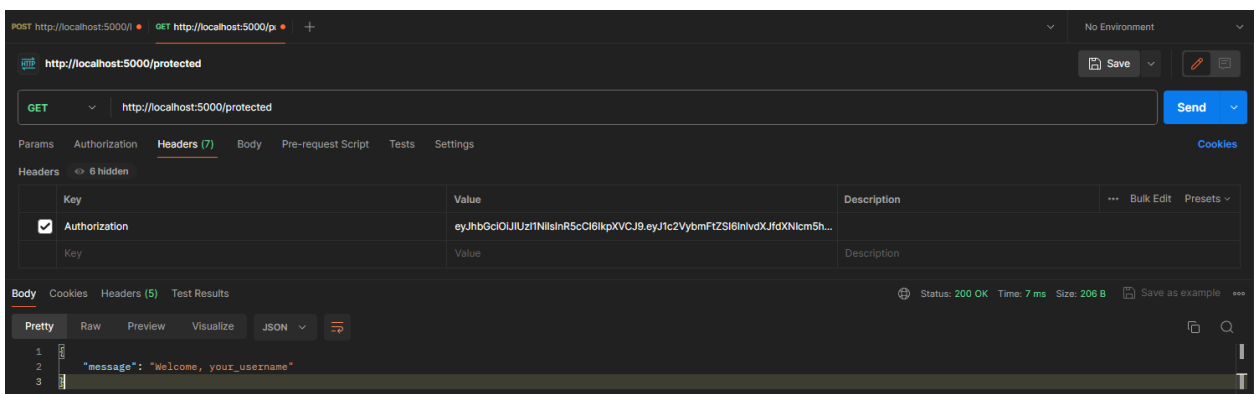 POST http://localhost:5000/l GET http://localhost:5000/p No Environment
HTTP http://localhost:5000/protected Save
GET http://localhost:5000/protected Send
Params Authorization Headers (7) Body Pre-request Script Tests Settings Cookies
Headers 6 hidden
Key Value Description Bulk Edit Presets
Authorization eyJhbGciOiJIUzI1NiIsInR5cCI6IkpXVCJ9.eyJ1c2VybmFtZSI6InlvdXJfdXNlcm5h...
Key Value Description
Body Cookies Headers (5) Test Results Status: 200 OK Time: 7 ms Size: 206 B Save as example
Pretty Raw Preview Visualize JSON
1 {
2 "message": "Welcome, your_username"
3 }